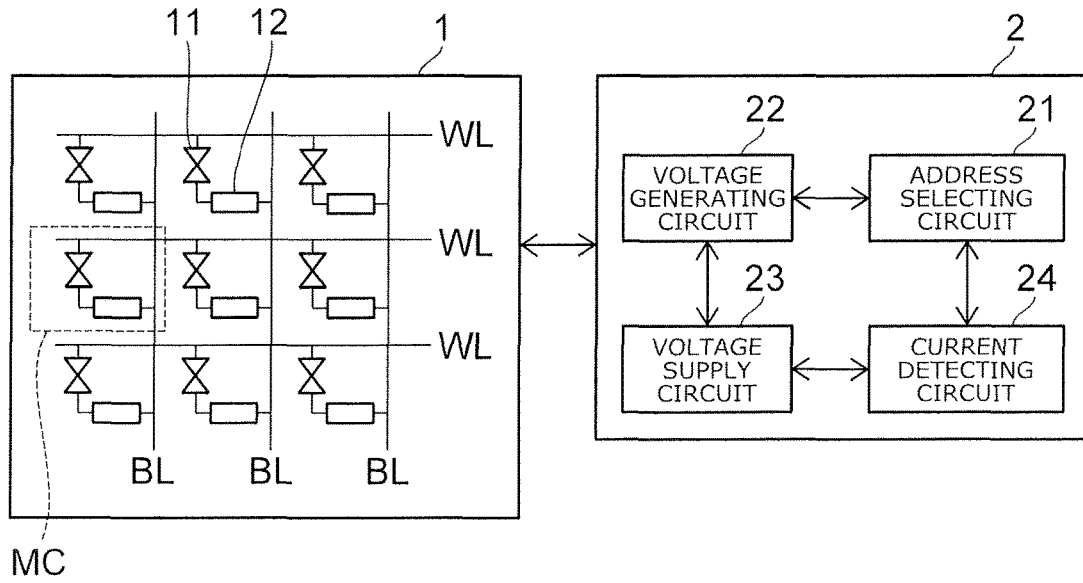 11
12
1
2
WL
WL
WL
BL
BL
BL
MC
22
21
VOLTAGE
GENERATING
CIRCUIT
ADDRESS
SELECTING
CIRCUIT
23
24
VOLTAGE
SUPPLY
CIRCUIT
CURRENT
DETECTING
CIRCUIT